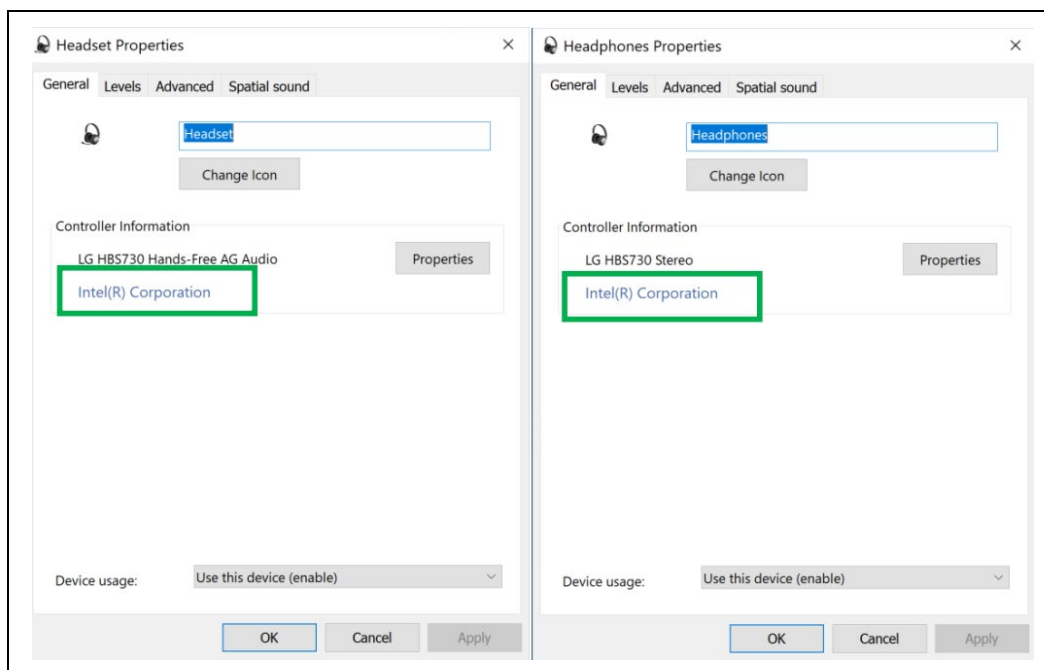 Headset Properties
General Levels Advanced Spatial sound
Headset
Change Icon
Controller Information
LG HBS730 Hands-Free AG Audio
Properties
Intel(R) Corporation
Device usage:
Use this device (enable)
OK Cancel Apply
Headphones Properties
General Levels Advanced Spatial sound
Headphones
Change Icon
Controller Information
LG HBS730 Stereo
Properties
Intel(R) Corporation
Device usage:
Use this device (enable)
OK Cancel Apply